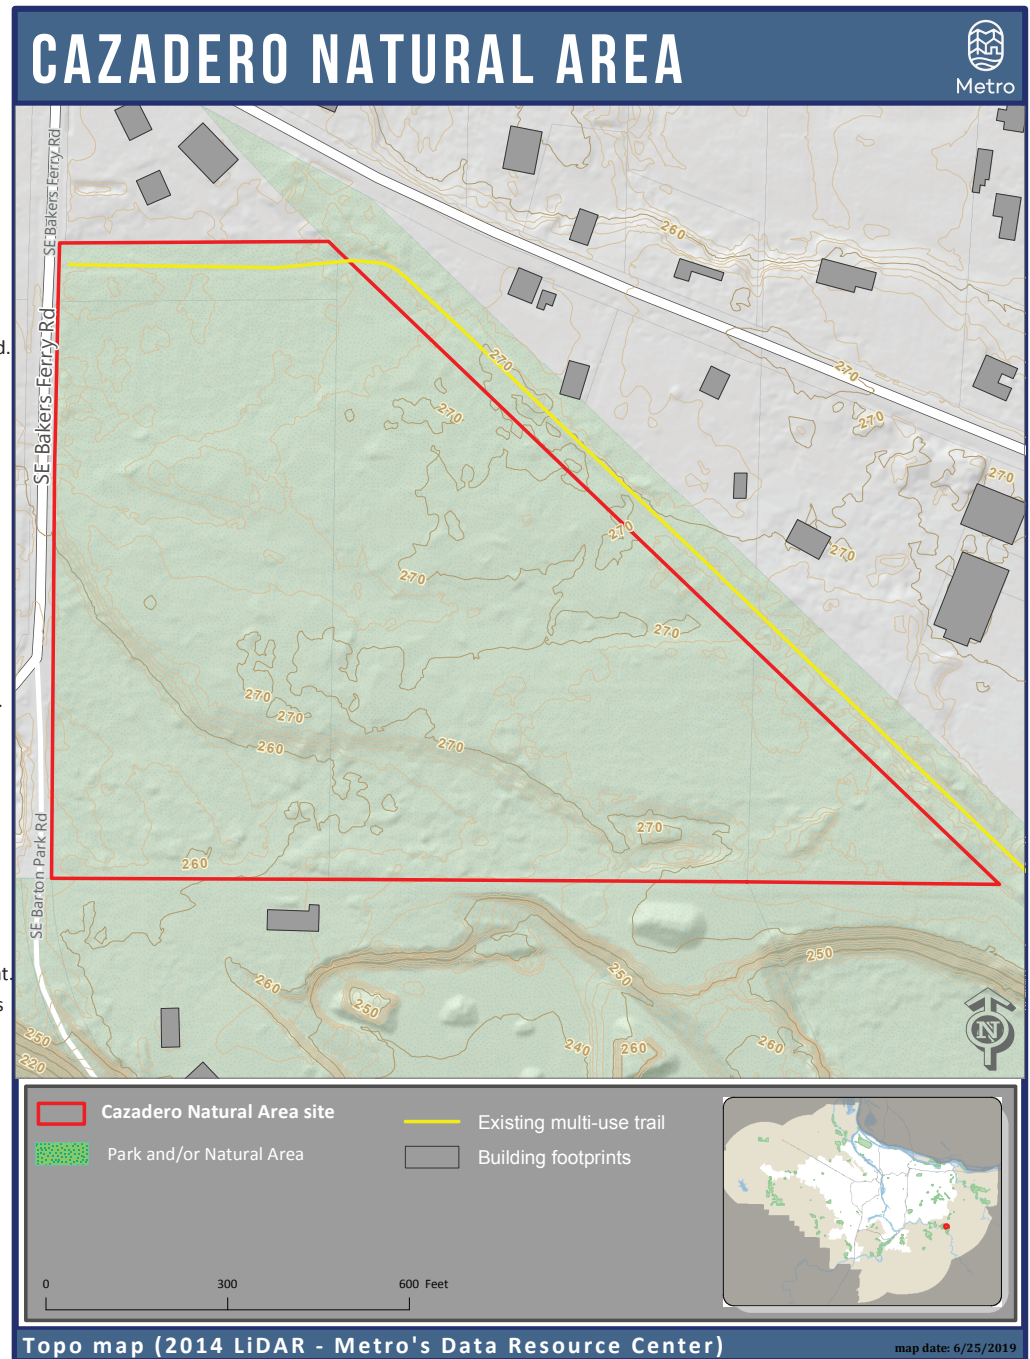 CAZADERO NATURAL AREA
Metro
SE Bakers Ferry Rd
260
d.
SE Bakers Ferry Rd
270
270
270
270
270
270
270
270
270
270
270
270
260
270
270
260
SE Barton Park Rd
250
250
260
250
t.
s
N
250
240
260
260
220
Cazadero Natural Area site
Existing multi-use trail
Park and/or Natural Area
Building footprints
0 300 600 Feet
Topo map (2014 LiDAR - Metro's Data Resource Center)
map date: 6/25/2019